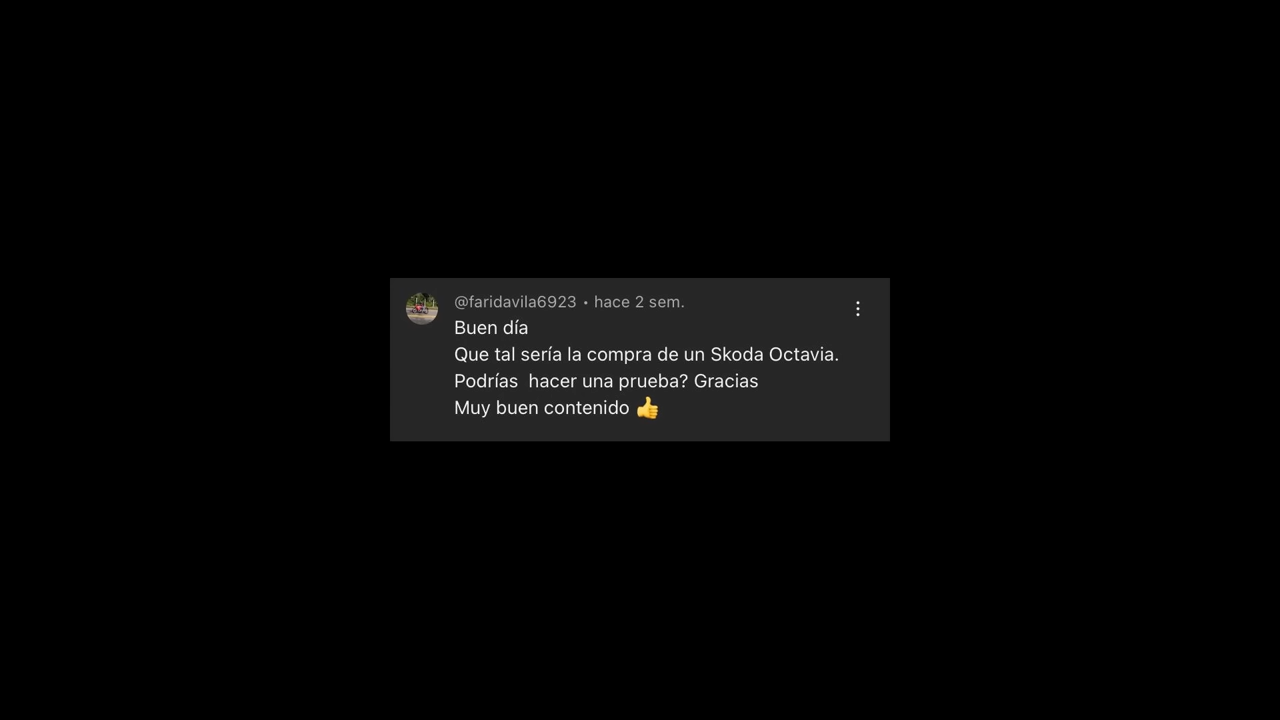 @faridavila6923 • hace 2 sem.
Buen día
Que tal sería la compra de un Skoda Octavia.
Podrías  hacer una prueba? Gracias
Muy buen contenido 👍